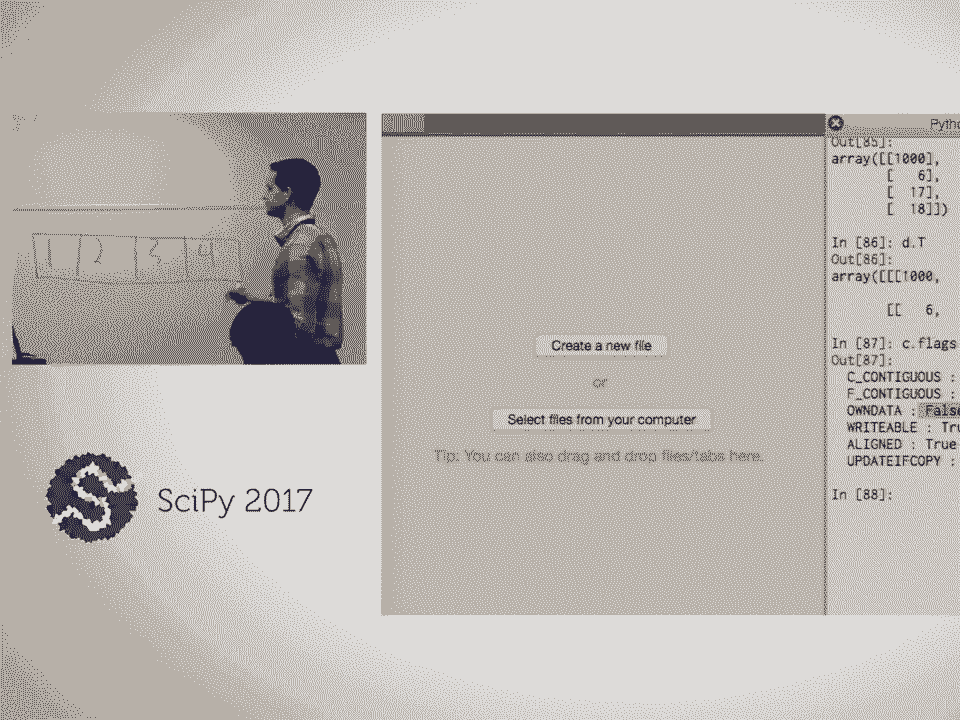 1 2 3 4
SciPy 2017
Create a new file
or
Select files from your computer
Tip: You can also drag and drop files/tabs here.
Pytho
Out[85]:
array([[1000],
[ 6],
[ 17],
[ 18]])
In [86]: d.T
Out[86]:
array([[[1000,
[[ 6,
In [87]: c.flags
Out[87]:
C_CONTIGUOUS :
F_CONTIGUOUS :
OWNDATA : False
WRITEABLE : Tru
ALIGNED : True
UPDATEIFCOPY :
In [88]: